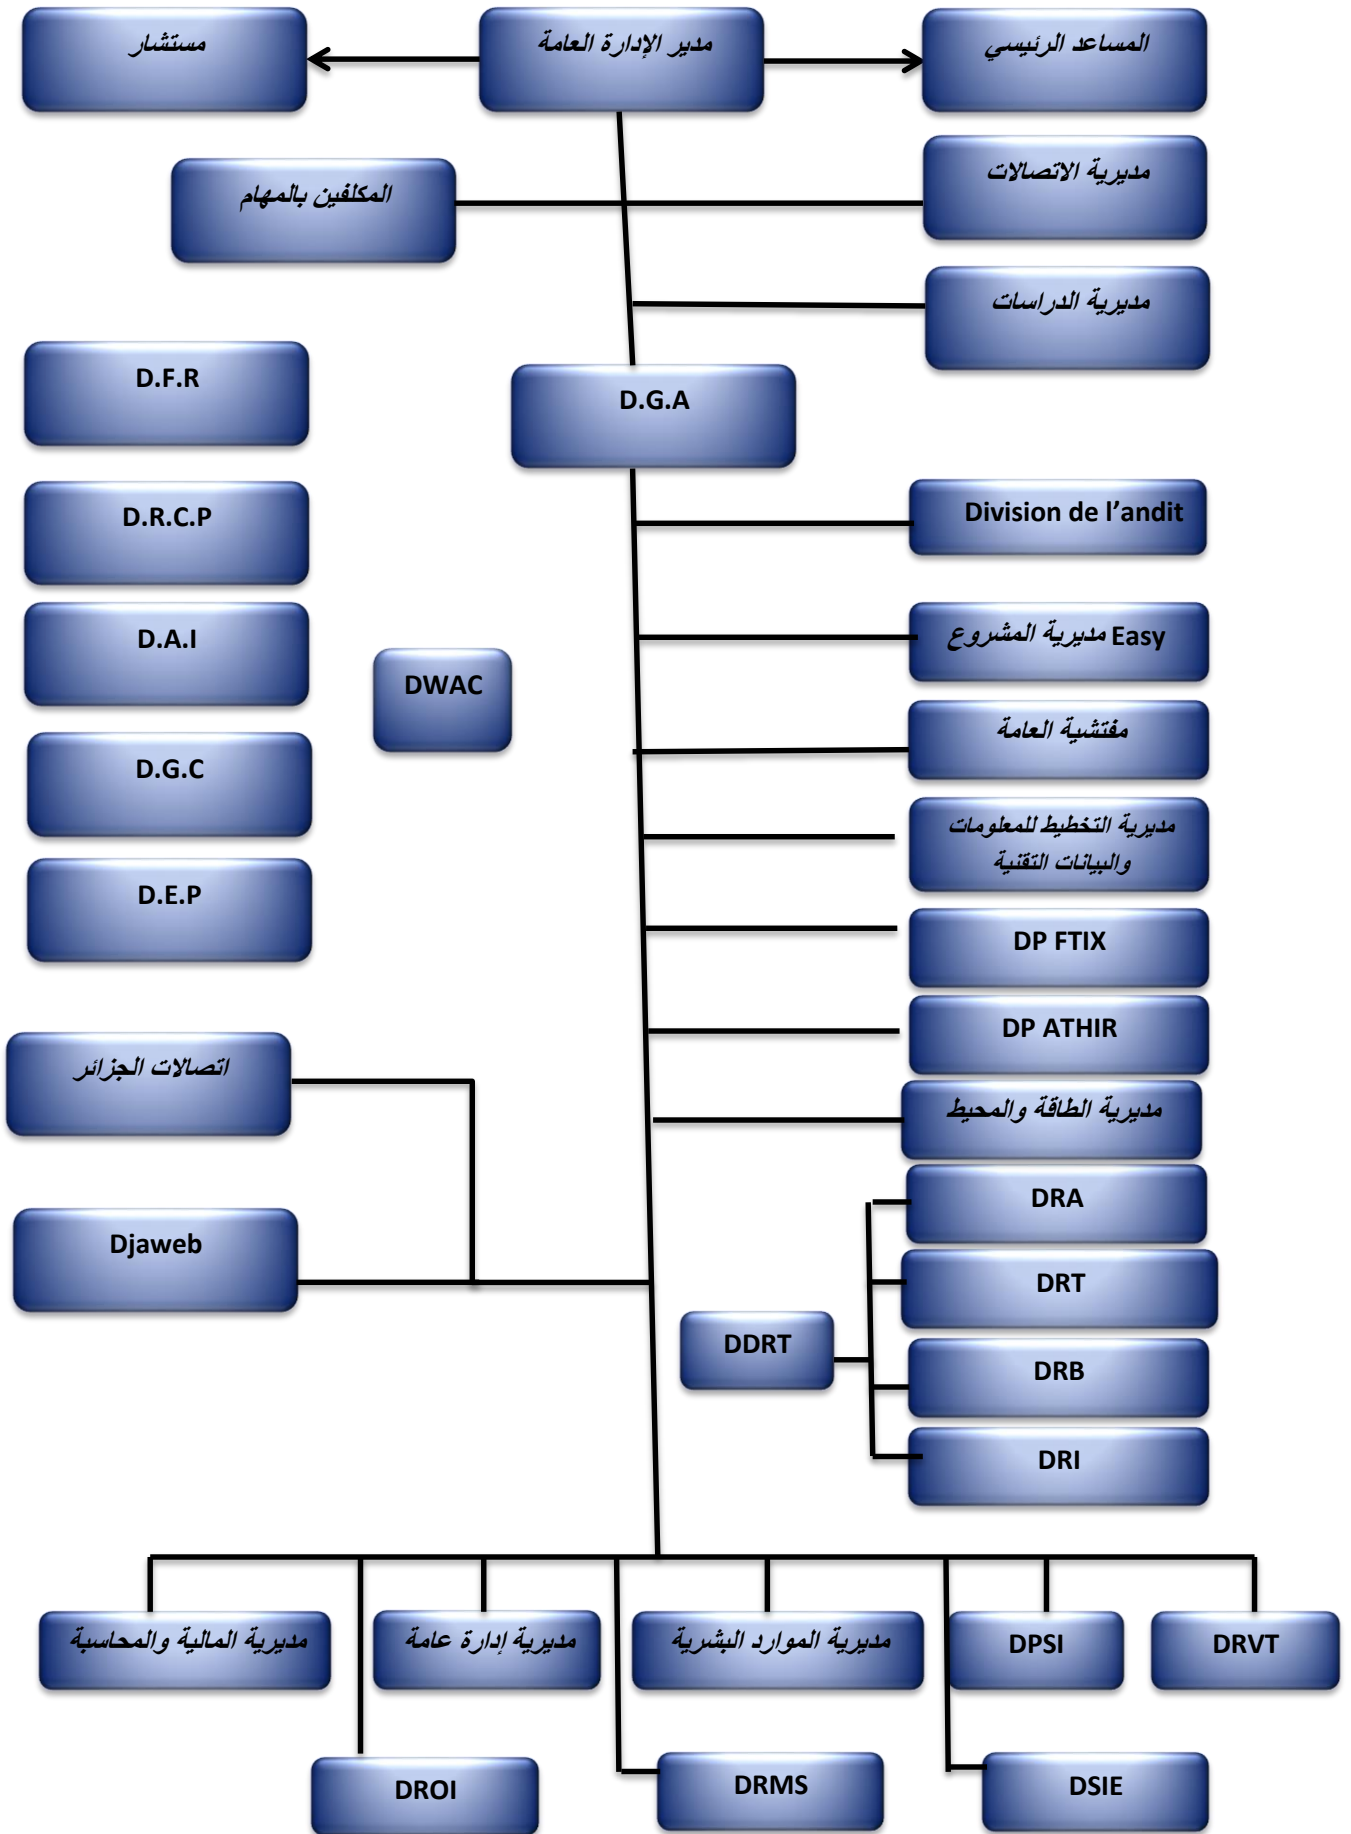 مستشار
مدير الإدارة العامة
المساعد الرئيسي
المكلفين بالمهام
مديرية الاتصالات
مديرية الدراسات
D.F.R
D.G.A
D.R.C.P
Division de l’andit
D.A.I
DWAC
مديرية المشروع Easy
مفتشية العامة
D.G.C
مديرية التخطيط للمعلومات
والبيانات التقنية
D.E.P
DP FTIX
DP ATHIR
اتصالات الجزائر
مديرية الطاقة والمحيط
DRA
Djaweb
DRT
DDRT
DRB
DRI
مديرية المالية والمحاسبة
مديرية إدارة عامة
مديرية الموارد البشرية
DPSI
DRVT
DROI
DRMS
DSIE